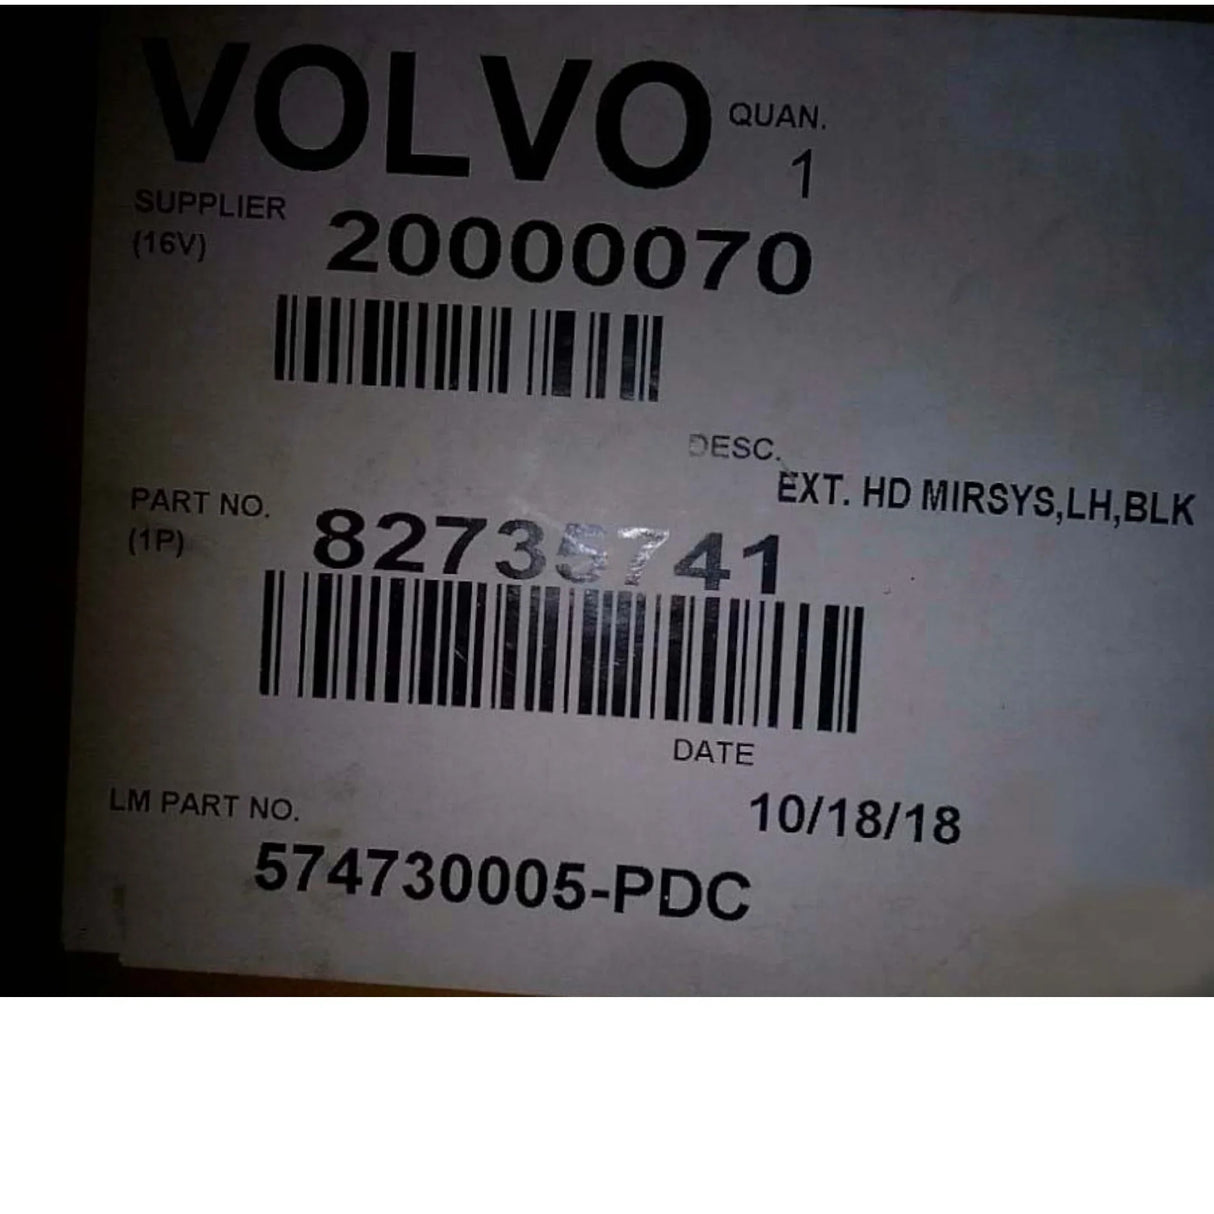 VOLVO
QUAN.
1
SUPPLIER
(16V)
20000070
DESC.
EXT. HD MIRSYS,LH,BLK
PART NO.
(1P)
82735741
DATE
10/18/18
LM PART NO.
574730005-PDC